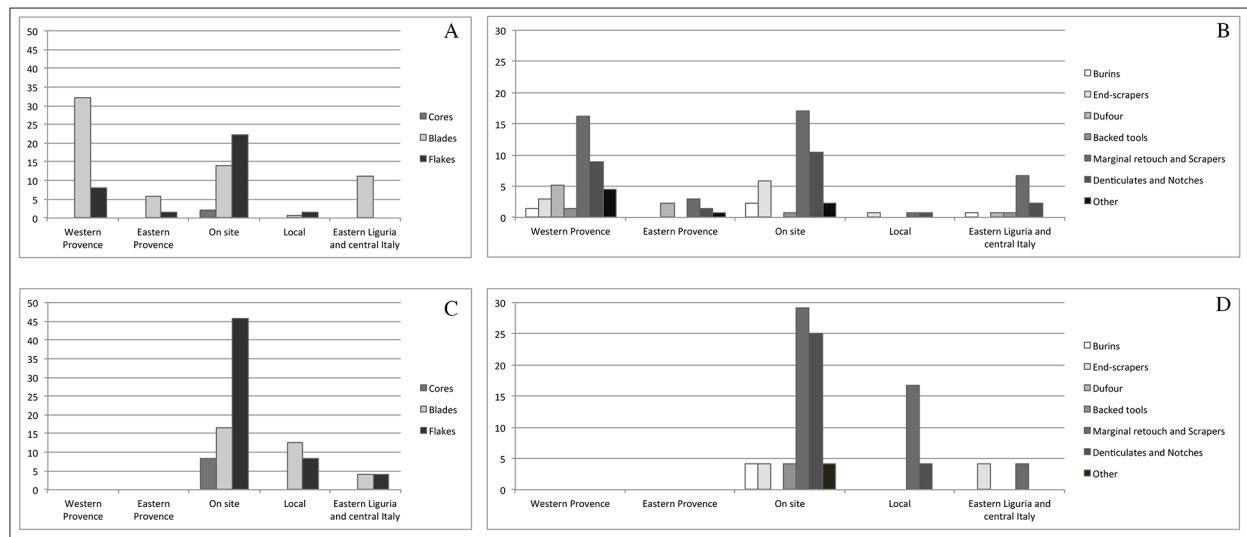 A
50
45
40
35
30
25
20
15
10
5
0
Western Provence
Eastern Provence
On site
Local
Eastern Liguria and central Italy
Cores
Blades
Flakes
B
30
25
20
15
10
5
0
Western Provence
Eastern Provence
On site
Local
Eastern Liguria and central Italy
Burins
End-scrapers
Dufour
Backed tools
Marginal retouch and Scrapers
Denticulates and Notches
Other
C
50
45
40
35
30
25
20
15
10
5
0
Western Provence
Eastern Provence
On site
Local
Eastern Liguria and central Italy
Cores
Blades
Flakes
D
30
25
20
15
10
5
0
Western Provence
Eastern Provence
On site
Local
Eastern Liguria and central Italy
Burins
End-scrapers
Dufour
Backed tools
Marginal retouch and Scrapers
Denticulates and Notches
Other